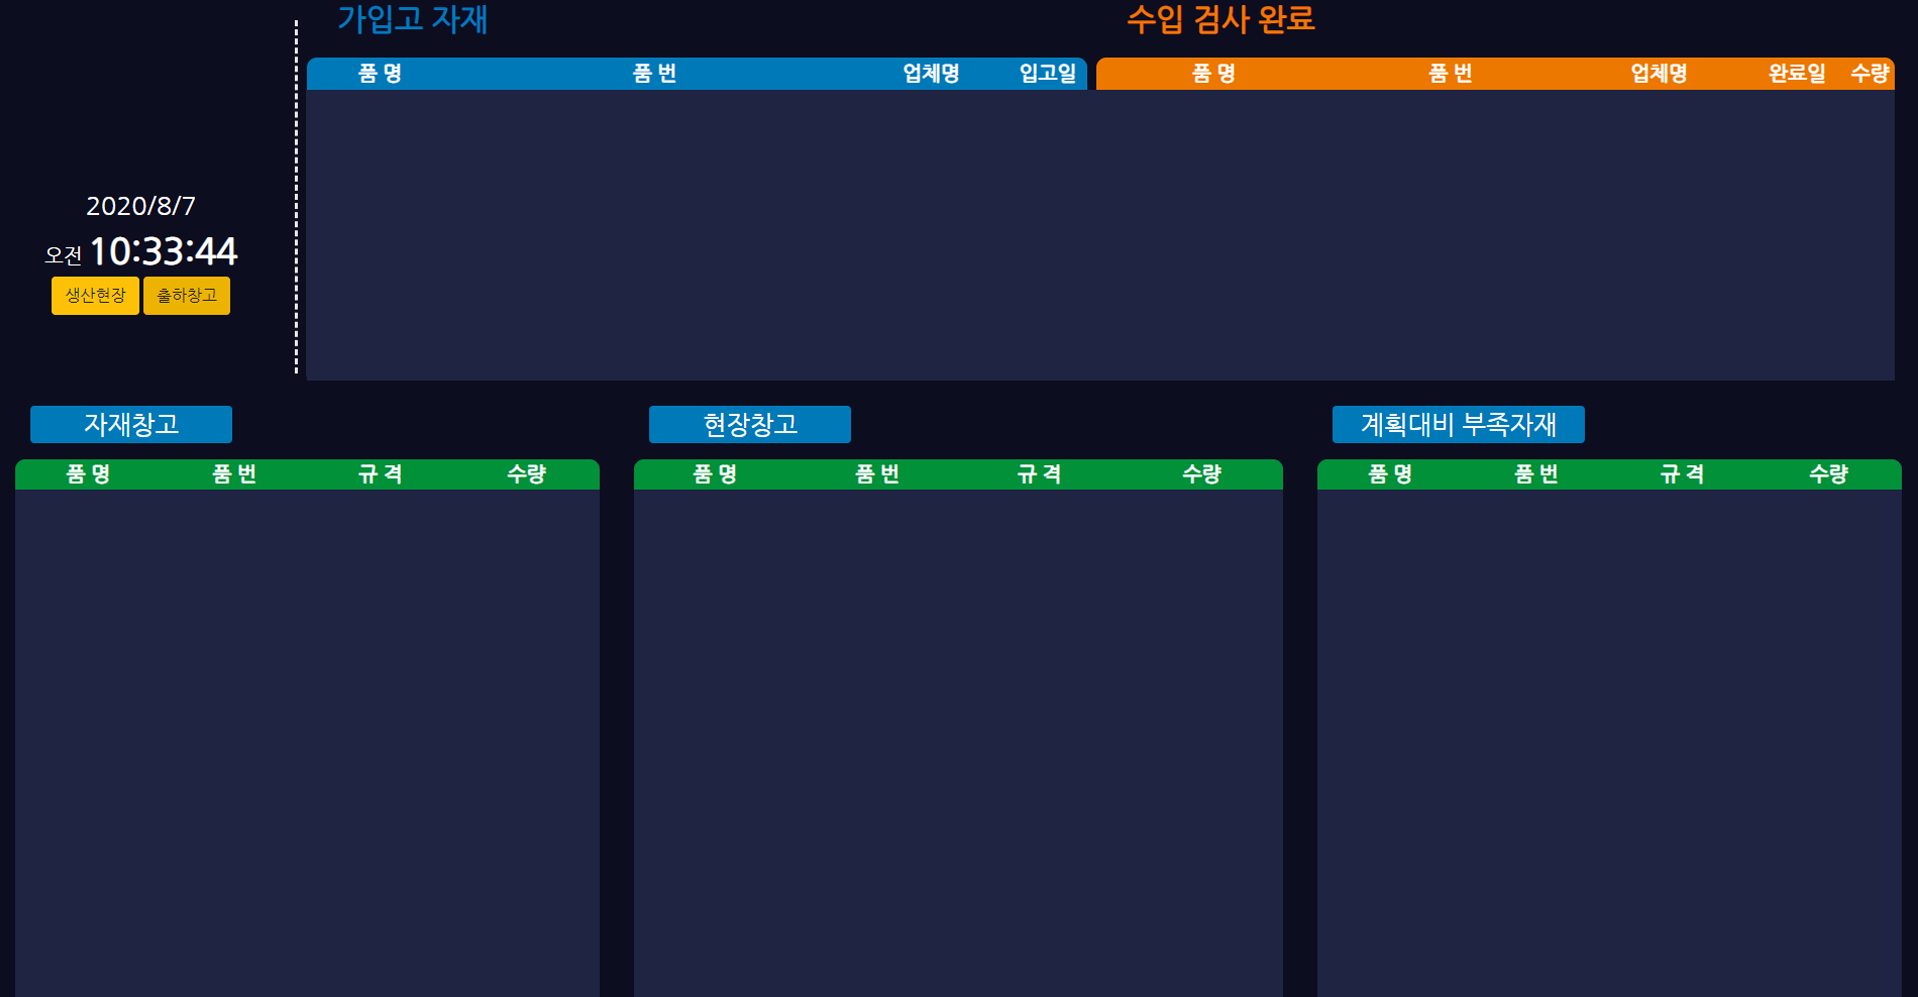 가입고 자재
수입 검사 완료
품 명 품 번 업체명 입고일
품 명 품 번 업체명 완료일 수량
2020/8/7
오전 10:33:44
생산현장 출하창고
자재창고
품 명 품 번 규 격 수량
현장창고
품 명 품 번 규 격 수량
계획대비 부족자재
품 명 품 번 규 격 수량